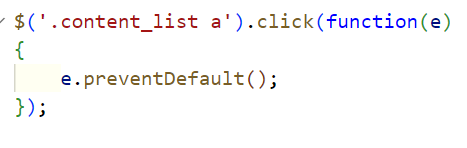 $('.content_list a').click(function(e)
{
    e.preventDefault();
});